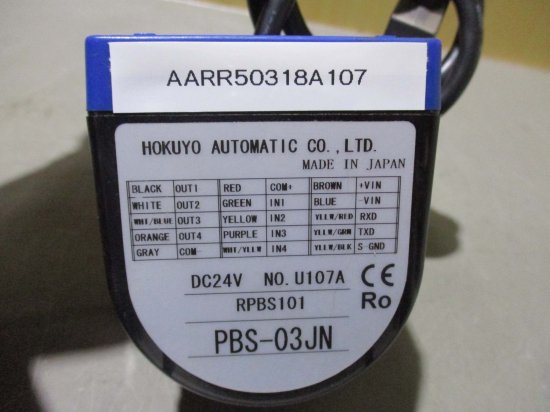 AARR50318A107
HOKUYO AUTOMATIC CO.,LTD.
MADE IN JAPAN
BLACK OUT1 RED COM+ BROWN +VIN
WHITE OUT2 GREEN IN1 BLUE -VIN
WHT/BLUE OUT3 YELLOW IN2 YLLW/RED RXD
ORANGE OUT4 PURPLE IN3 YLLW/GRN TXD
GRAY COM- WHT/YLLW IN4 YLLW/BLK S-GND
DC24V NO.U107A CE
RPBS101 Ro
PBS-03JN